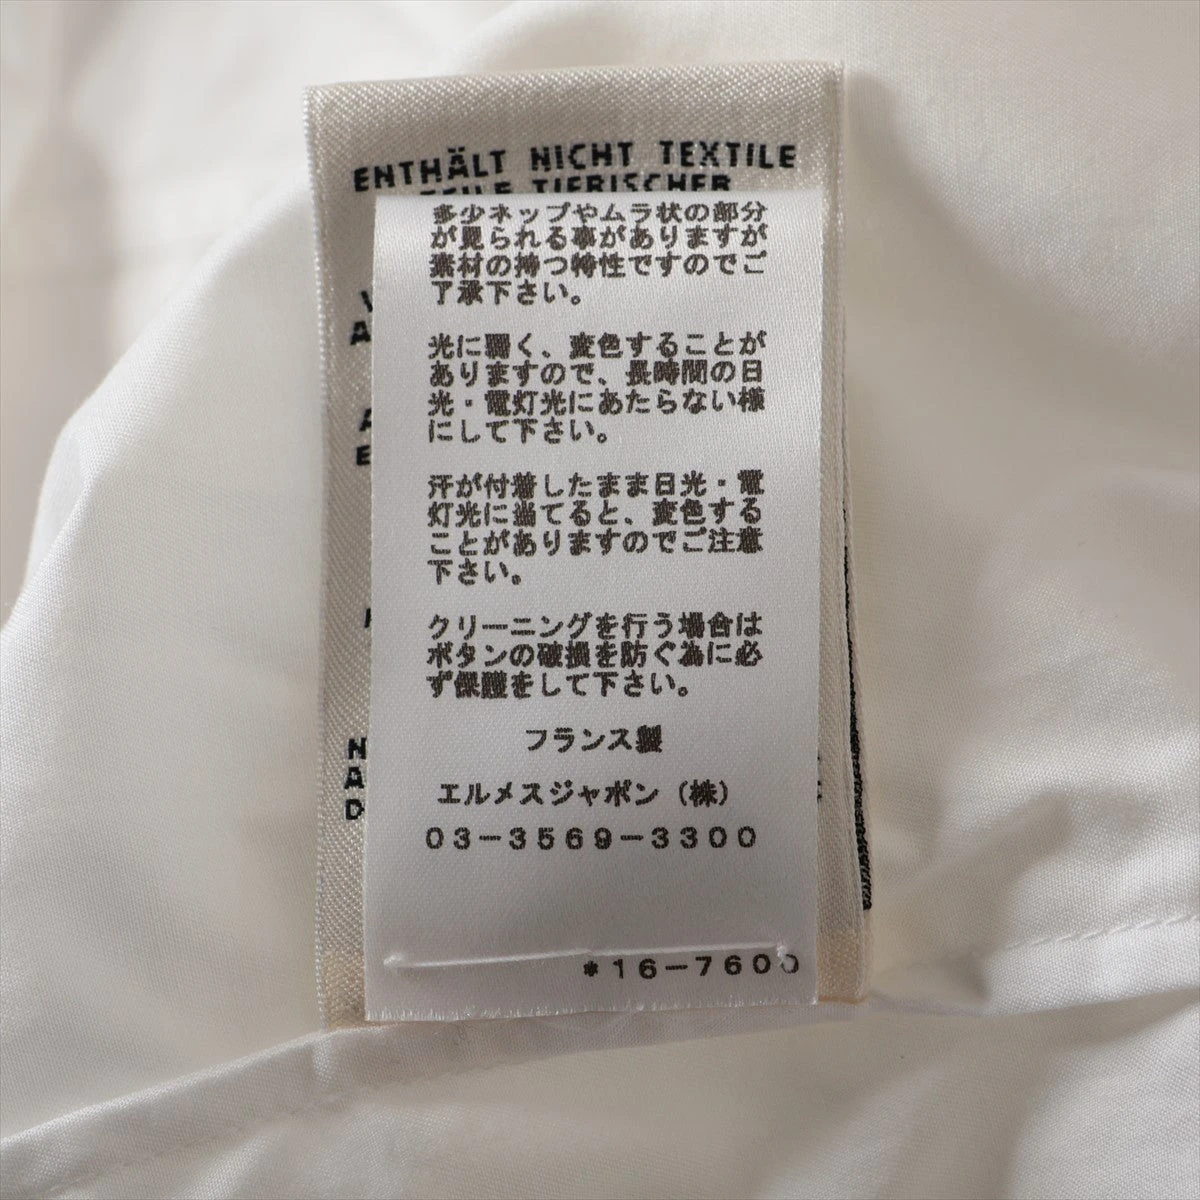 ENTHÄLT NICHT TEXTILE
TEILE TIERISCHER
多少ネップやムラ状の部分
が見られる事がありますが
素材の持つ特性ですのでご
了承下さい。
光に弱く、変色することが
ありますので、長時間の日
光・電灯光にあたらない様
にして下さい。
汗が付着したまま日光・電
灯光に当てると、変色する
ことがありますのでご注意
下さい。
クリーニングを行う場合は
ボタンの破損を防ぐ為に必
ず保護をして下さい。
フランス製
エルメスジャポン（株）
03-3569-3300
*16-7600